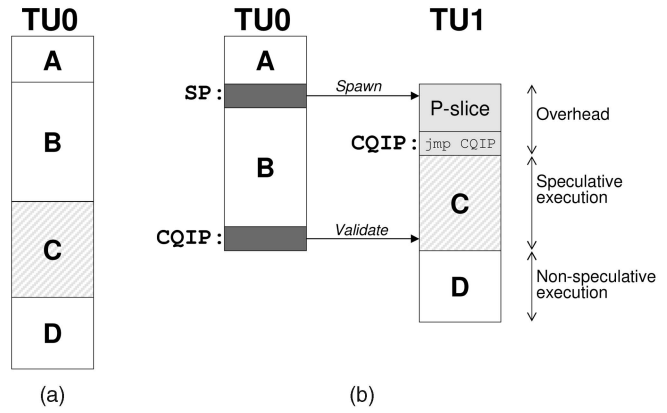 TU0
A
B
C
D
(a)
TU0
TU1
A
SP:
Spawn
P-slice
Overhead
CQIP:
jmp CQIP
B
Speculative
execution
C
CQIP:
Validate
D
Non-speculative
execution
(b)